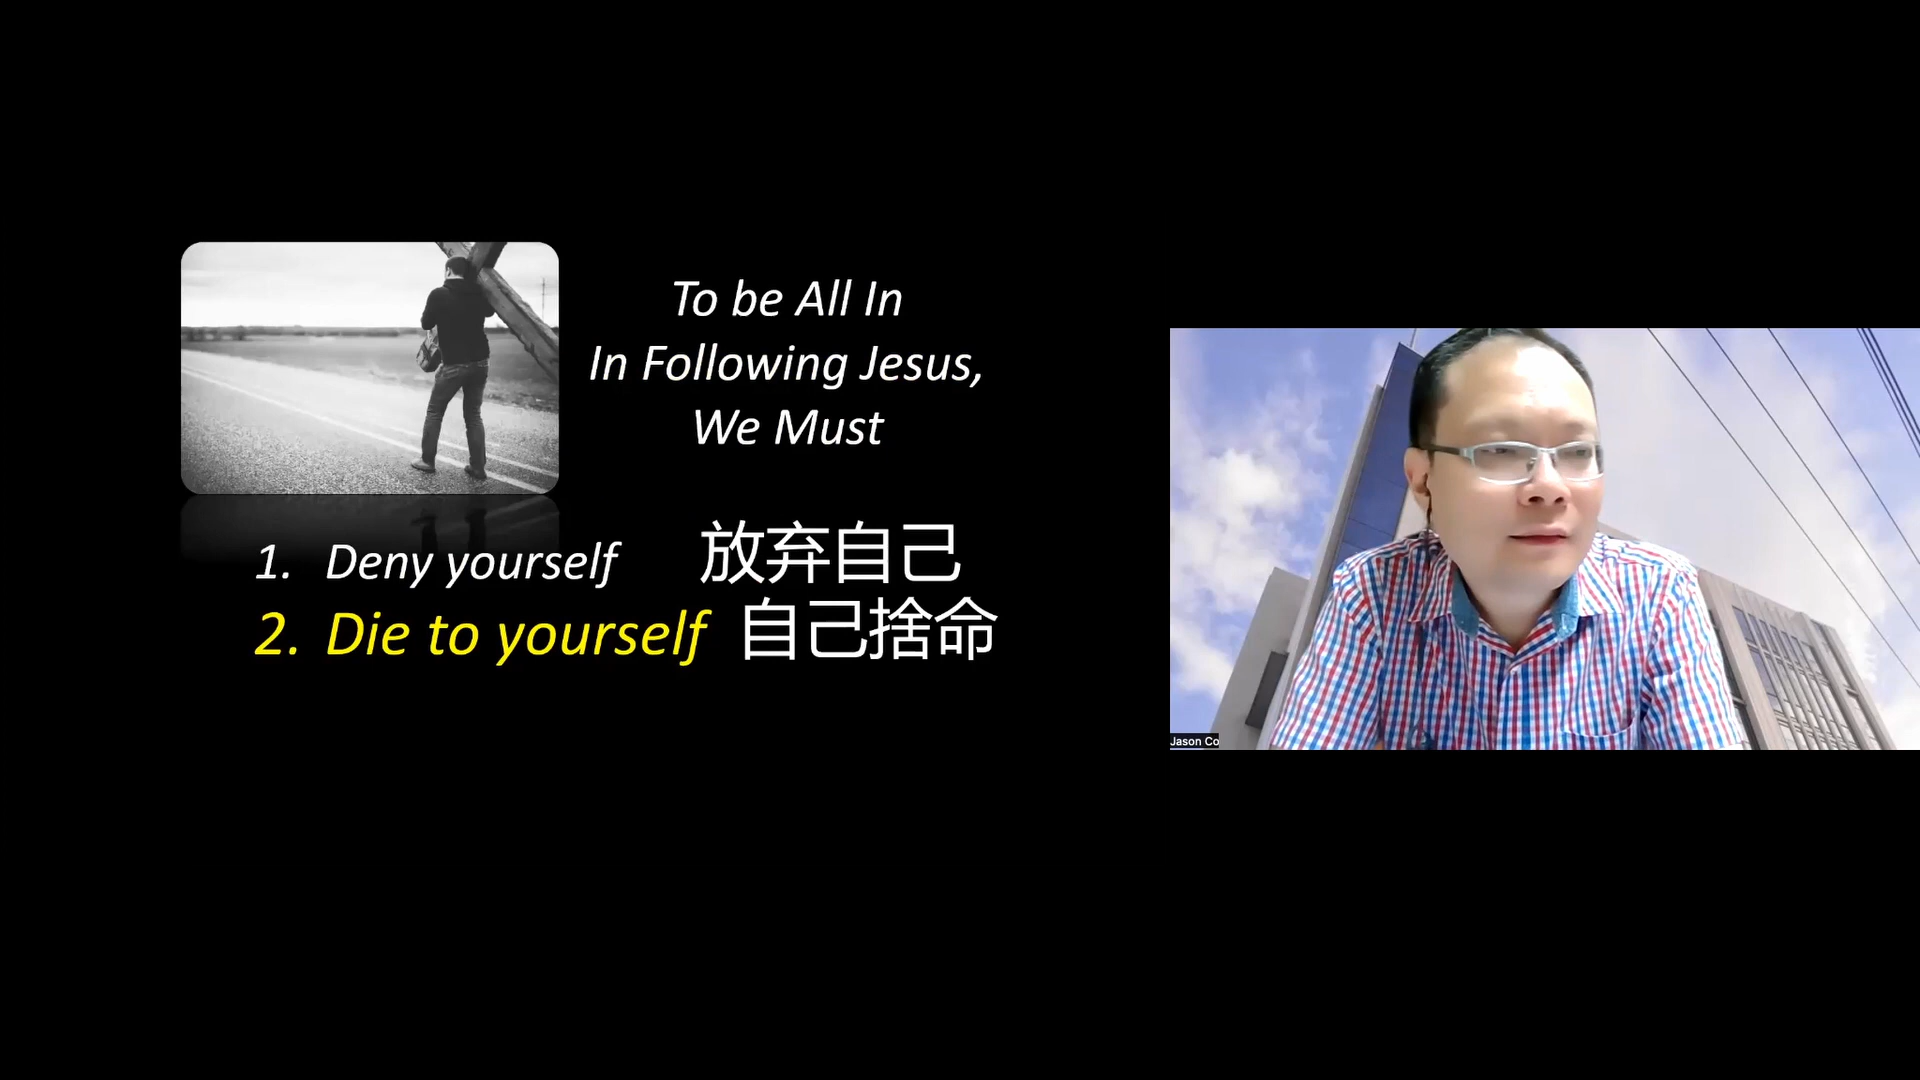 To be All In
In Following Jesus,
We Must
1. Deny yourself 放弃自己
2. Die to yourself 自己捨命
Jason Co